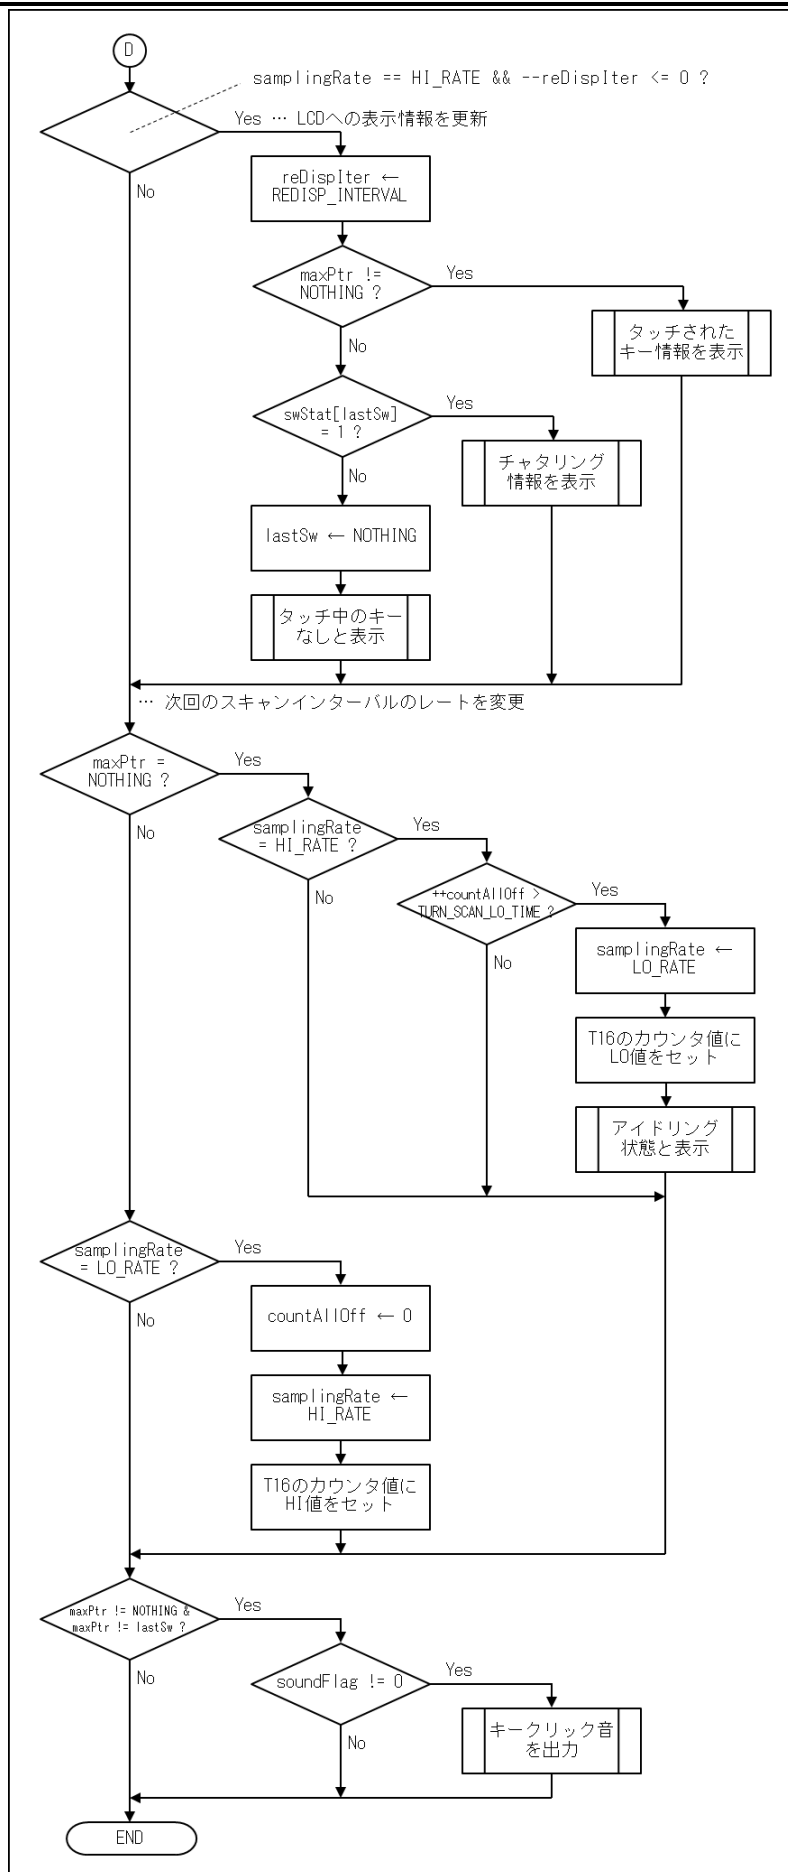 D
samplingRate == HI_RATE && --reDispIter <= 0 ?
Yes … LCDへの表示情報を更新
No
reDispIter ←
REDISP_INTERVAL
maxPtr !=
NOTHING ?
Yes
No
タッチされた
キー情報を表示
swStat[lastSw]
= 1 ?
Yes
No
チャタリング
情報を表示
lastSw ← NOTHING
タッチ中のキー
なしと表示
… 次回のスキャンインターバルのレートを変更
maxPtr =
NOTHING ?
Yes
No
samplingRate
= HI_RATE ?
Yes
No
++countAllOff >
TURN_SCAN_LO_TIME ?
Yes
No
samplingRate ←
LO_RATE
T16のカウンタ値に
LO値をセット
アイドリング
状態と表示
samplingRate
= LO_RATE ?
Yes
No
countAllOff ← 0
samplingRate ←
HI_RATE
T16のカウンタ値に
HI値をセット
maxPtr != NOTHING &
maxPtr != lastSw ?
Yes
No
soundFlag != 0
Yes
No
キークリック音
を出力
END